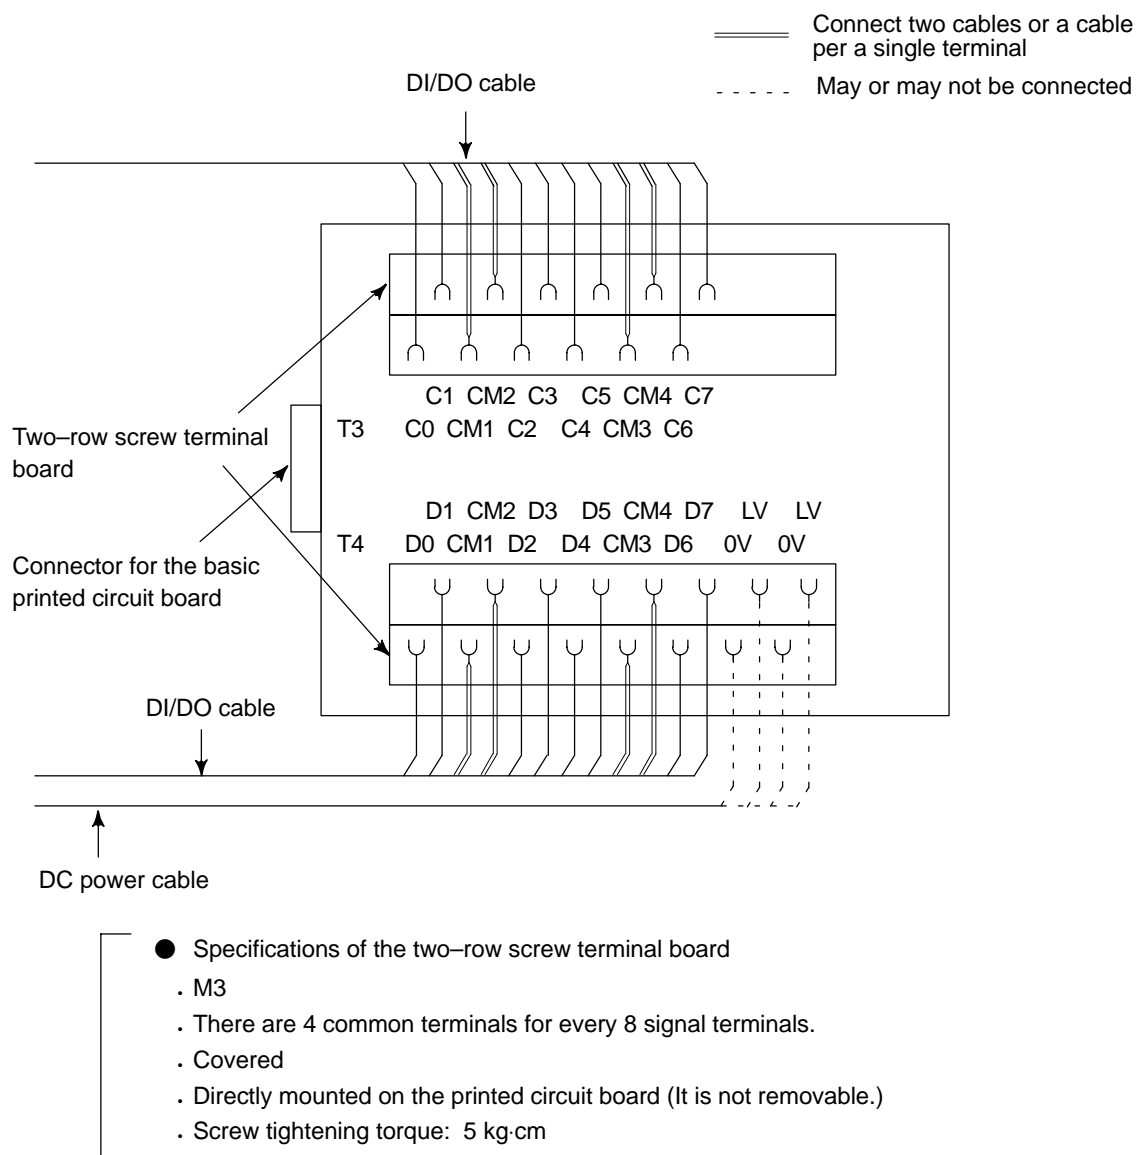 Connect two cables or a cable
per a single terminal
May or may not be connected
DI/DO cable
C1 CM2 C3 C5 CM4 C7
T3 C0 CM1 C2 C4 CM3 C6
Two–row screw terminal
board
D1 CM2 D3 D5 CM4 D7 LV LV
T4 D0 CM1 D2 D4 CM3 D6 0V 0V
Connector for the basic
printed circuit board
DI/DO cable
DC power cable
● Specifications of the two–row screw terminal board
. M3
. There are 4 common terminals for every 8 signal terminals.
. Covered
. Directly mounted on the printed circuit board (It is not removable.)
. Screw tightening torque: 5 kg·cm